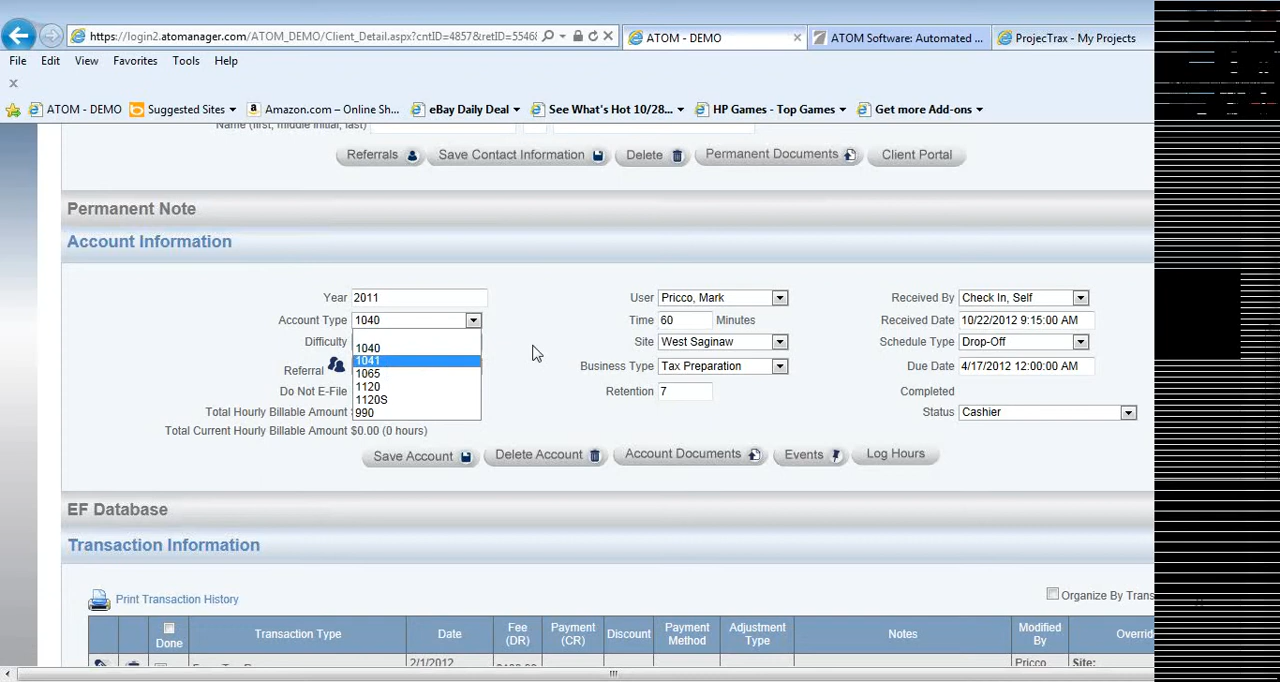 https://login2.atomanager.com/ATOM_DEMO/Client_Detail.aspx?cntID=4857&retID=5546 ATOM - DEMO ATOM Software: Automated ... ProjecTrax - My Projects
File Edit View Favorites Tools Help
ATOM - DEMO Suggested Sites Amazon.com – Online Sh... eBay Daily Deal See What's Hot 10/28... HP Games - Top Games Get more Add-ons
Name (first, middle initial, last)
Referrals Save Contact Information Delete Permanent Documents Client Portal
Permanent Note
Account Information
Year 2011 User Pricco, Mark Received By Check In, Self
Account Type 1040 Time 60 Minutes Received Date 10/22/2012 9:15:00 AM
Difficulty 1040 Site West Saginaw Schedule Type Drop-Off
Referral 1041 Business Type Tax Preparation Due Date 4/17/2012 12:00:00 AM
1065
Do Not E-File 1120 Retention 7 Completed
1120S
Total Hourly Billable Amount 990 Status Cashier
Total Current Hourly Billable Amount $0.00 (0 hours)
Save Account Delete Account Account Documents Events Log Hours
EF Database
Transaction Information
Print Transaction History Organize By Trans
Done Transaction Type Date Fee (DR) Payment (CR) Discount Payment Method Adjustment Type Notes Modified By Overrid
2/1/2012 Pricco Site: